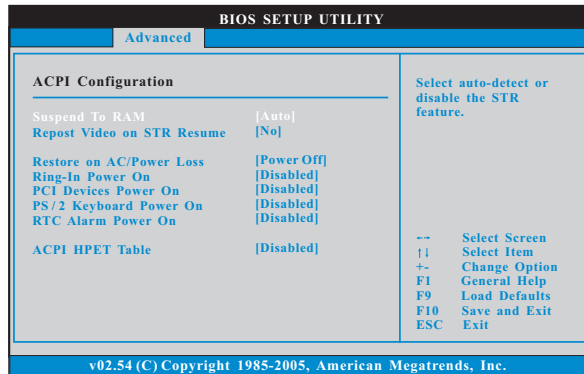 BIOS SETUP UTILITY
Advanced
ACPI Configuration
Suspend To RAM [Auto]
Repost Video on STR Resume [No]
Restore on AC/Power Loss [Power Off]
Ring-In Power On [Disabled]
PCI Devices Power On [Disabled]
PS/2 Keyboard Power On [Disabled]
RTC Alarm Power On [Disabled]
ACPI HPET Table [Disabled]
Select auto-detect or
disable the STR
feature.
←→ Select Screen
↑↓ Select Item
+- Change Option
F1 General Help
F9 Load Defaults
F10 Save and Exit
ESC Exit
v02.54 (C) Copyright 1985-2005, American Megatrends, Inc.